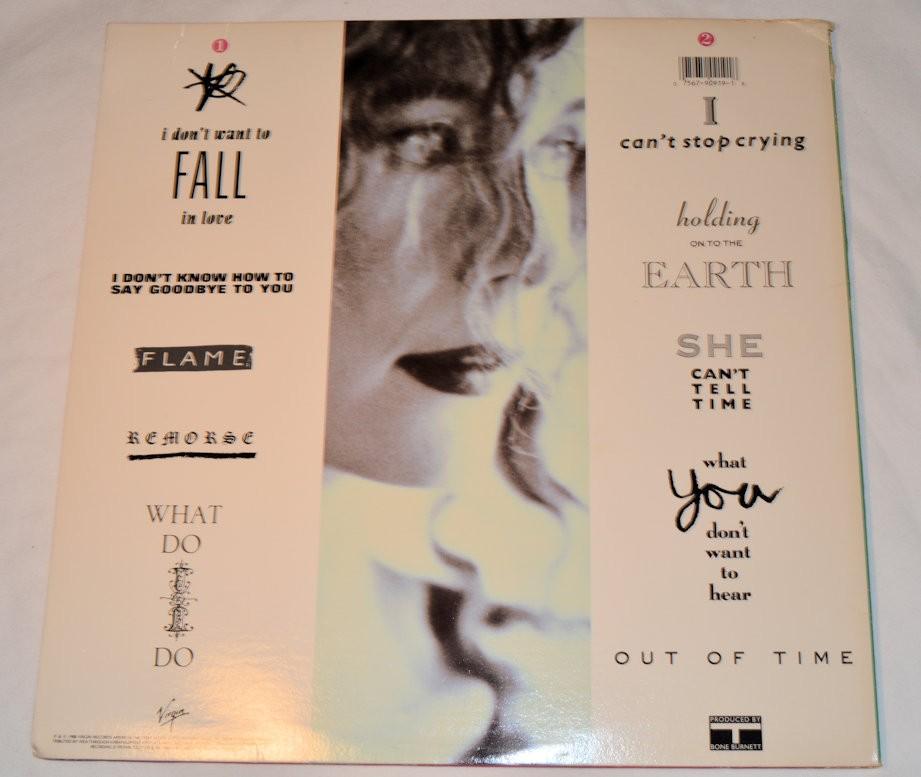 1
i don't want to
FALL
in love
I DON'T KNOW HOW TO
SAY GOODBYE TO YOU
FLAME
REMORSE
WHAT
DO
I
DO
Virgin
2
I
can't stop crying
holding
ON TO THE
EARTH
SHE
CAN'T
TELL
TIME
what
you
don't
want
to
hear
OUT OF TIME
PRODUCED BY
T
BONE BURNETT